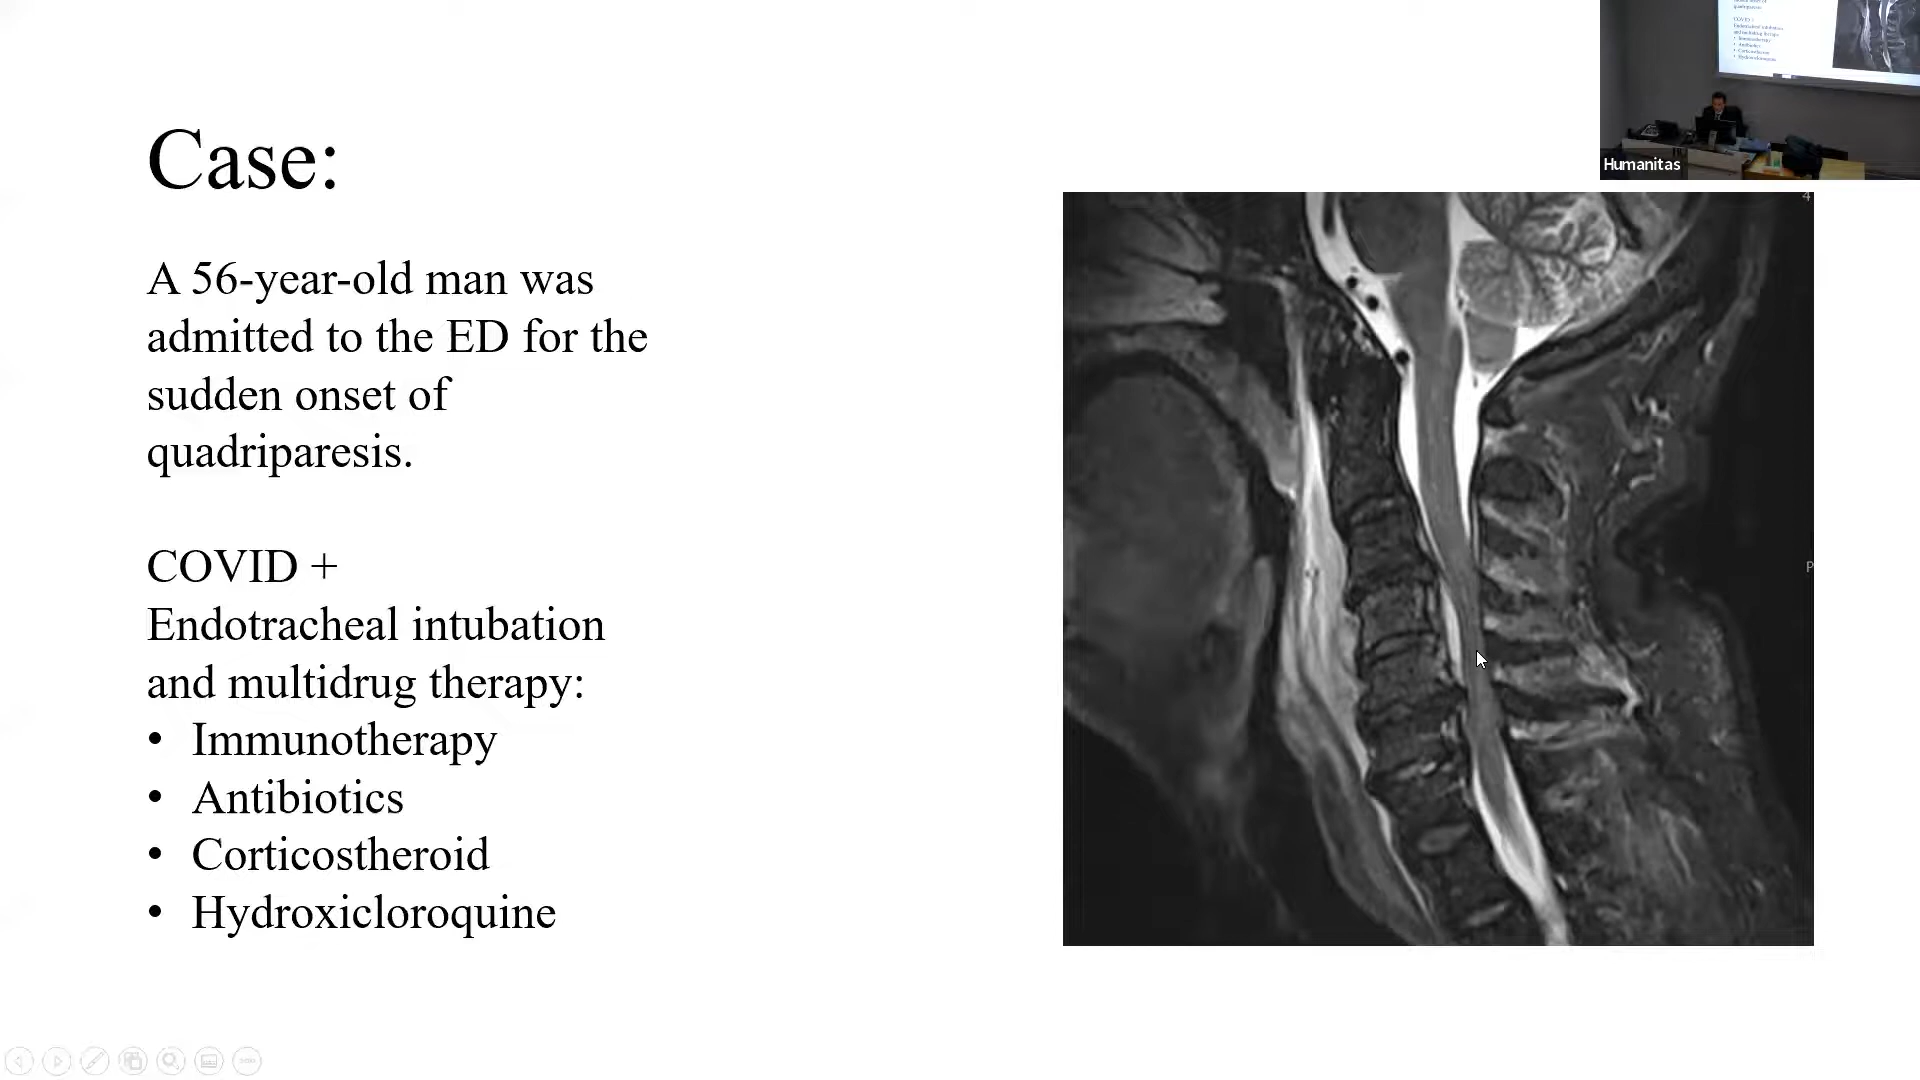 Case:
A 56-year-old man was
admitted to the ED for the
sudden onset of
quadriparesis.
COVID +
Endotracheal intubation
and multidrug therapy:
• Immunotherapy
• Antibiotics
• Corticostheroid
• Hydroxicloroquine
Humanitas
4
P